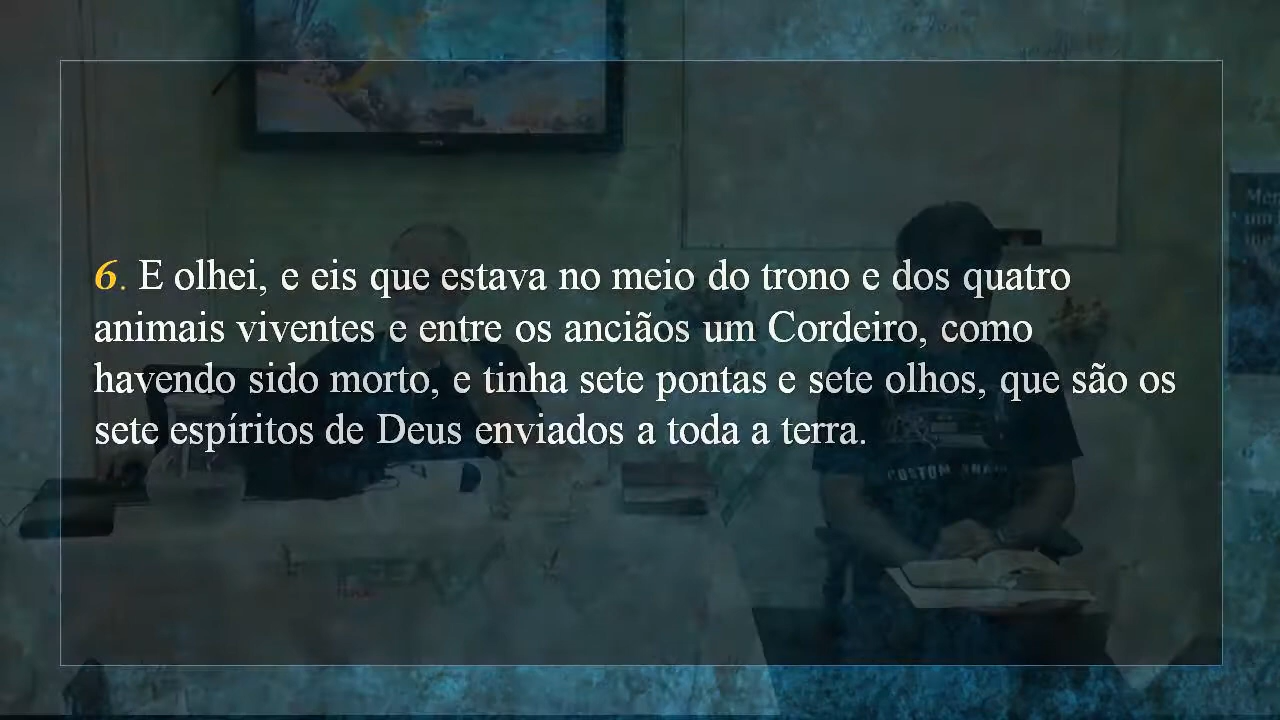 6. E olhei, e eis que estava no meio do trono e dos quatro
animais viventes e entre os anciãos um Cordeiro, como
havendo sido morto, e tinha sete pontas e sete olhos, que são os
sete espíritos de Deus enviados a toda a terra.
CUSTOM